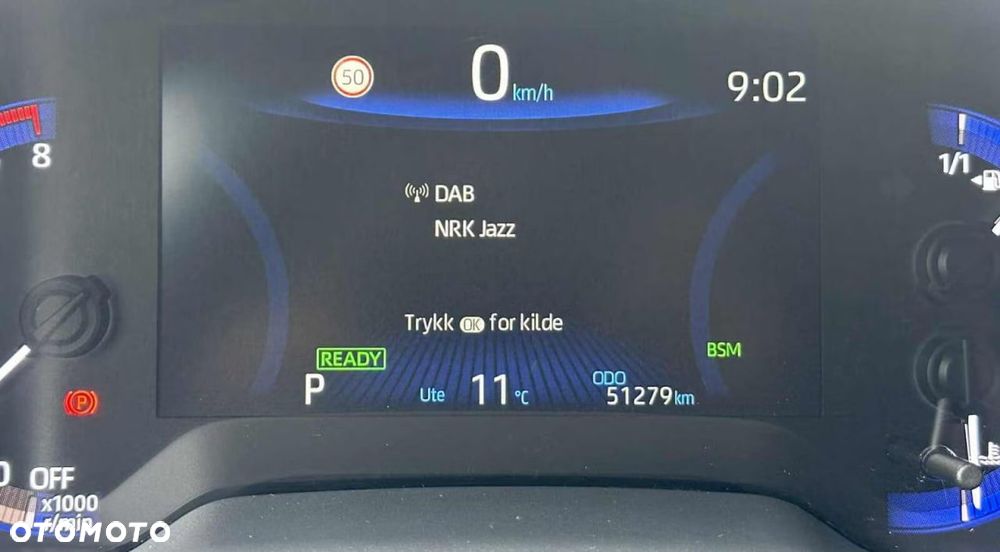 50
0 km/h
9:02
8
1/1
DAB
NRK Jazz
Trykk OK for kilde
READY
BSM
P
Ute 11 °C
ODO
51279 km
P
0 OFF
x1000
r/min
OTOMOTO